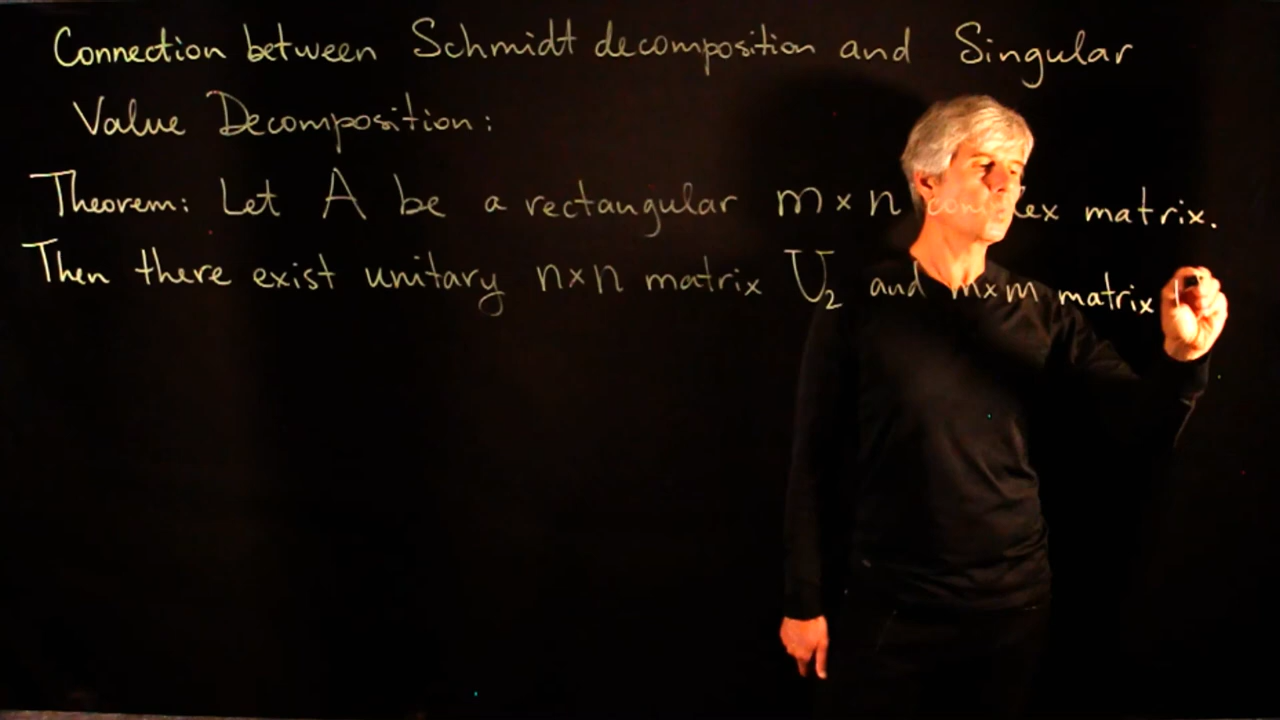 Connection between Schmidt decomposition and Singular
Value Decomposition:
Theorem: Let A be a rectangular m × n complex matrix.
Then there exist unitary n×n matrix U₂ and m×m matrix